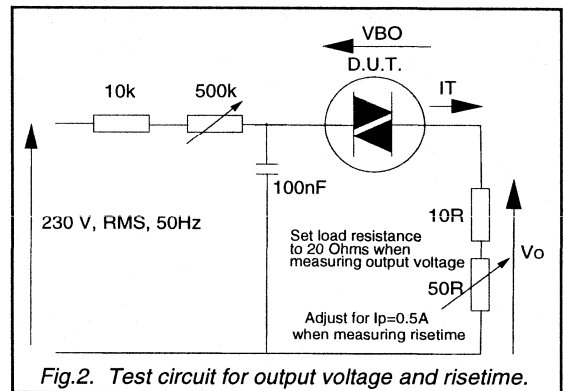 VBO
D.U.T.
IT
10k
500k
100nF
230 V, RMS, 50Hz
10R
Set load resistance
to 20 Ohms when
measuring output voltage
Vo
50R
Adjust for Ip=0.5A
when measuring risetime
Fig.2. Test circuit for output voltage and risetime.